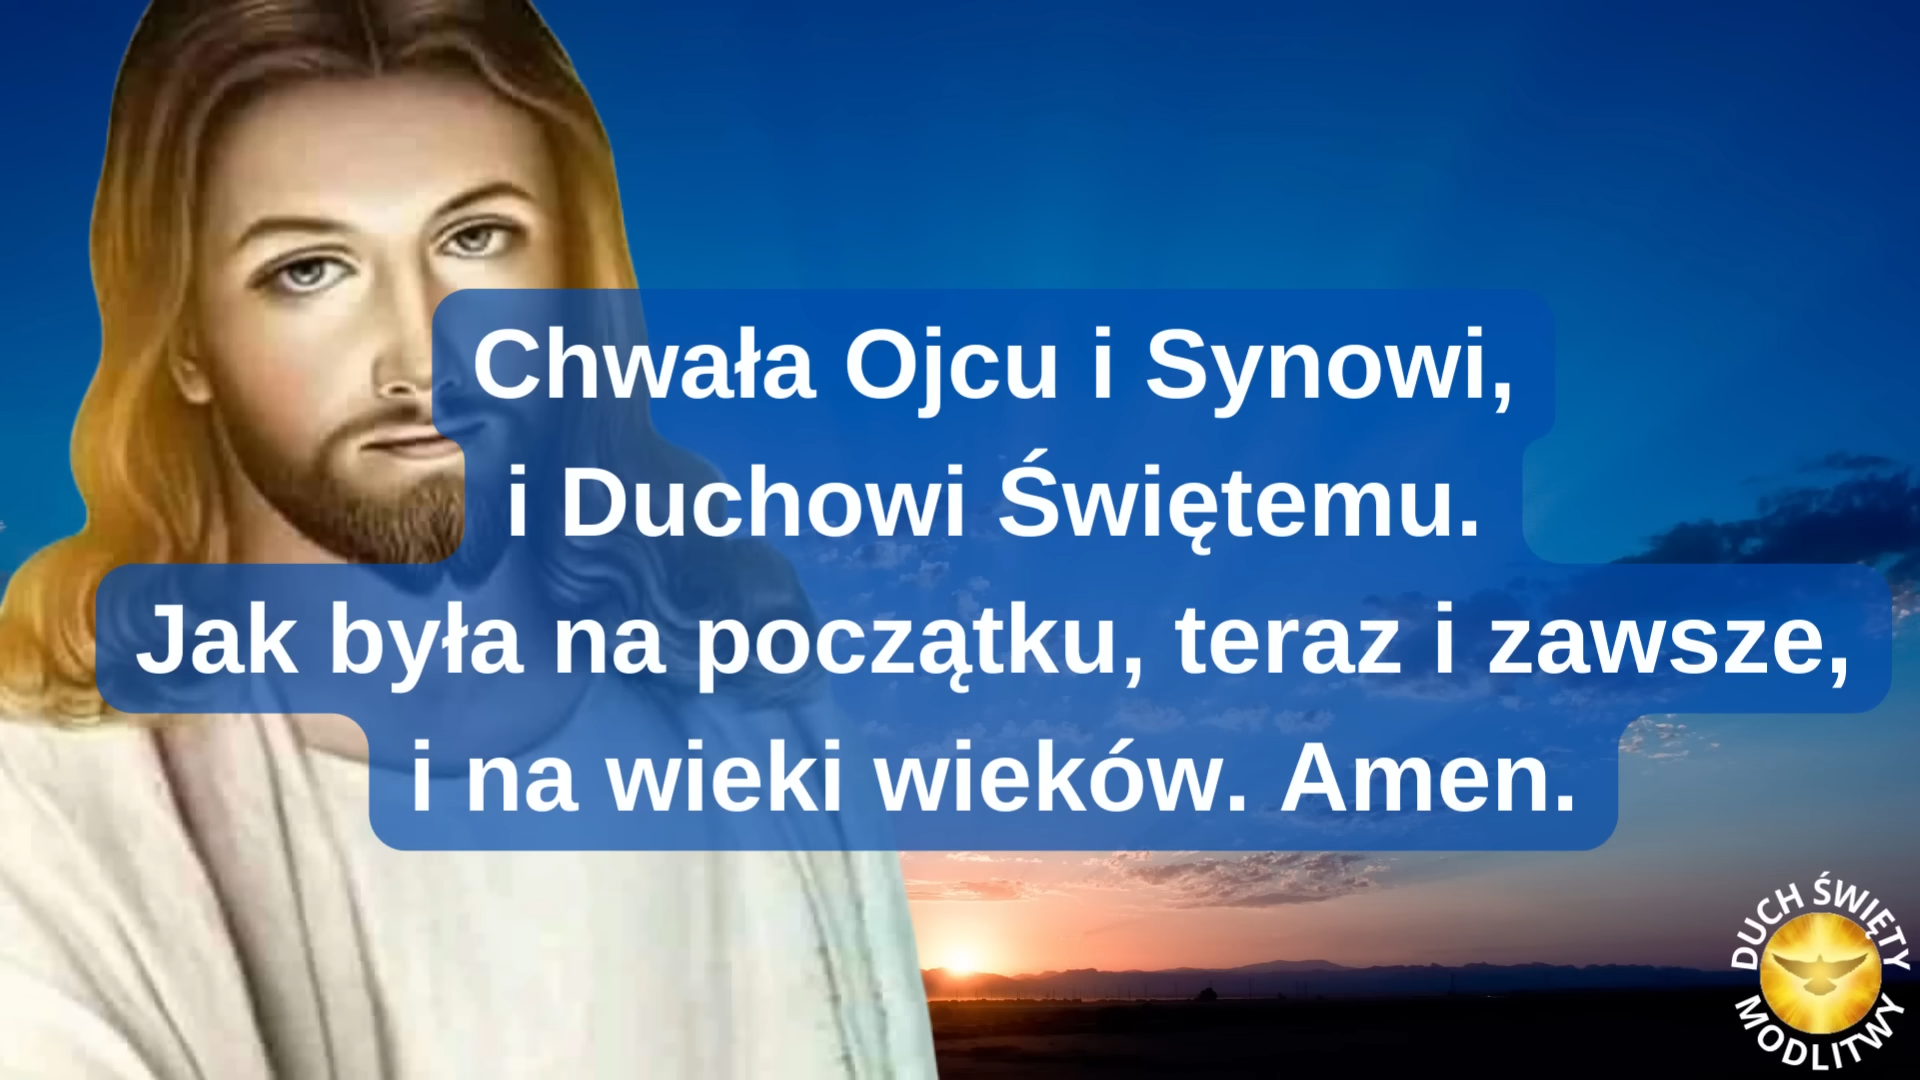 Chwała Ojcu i Synowi,
i Duchowi Świętemu.
Jak była na początku, teraz i zawsze,
i na wieki wieków. Amen.
DUCH ŚWIĘTY
MODLITWY